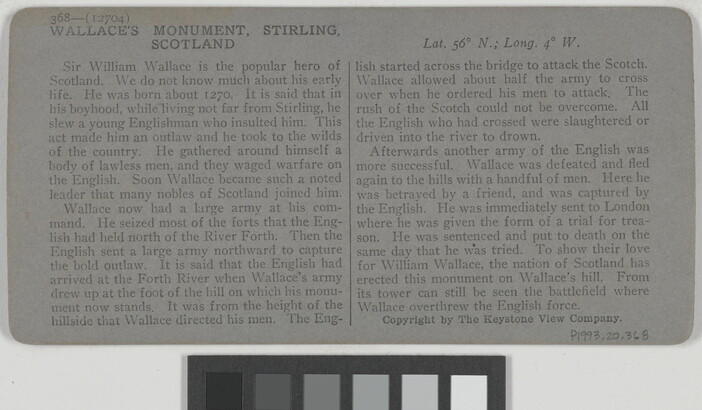 368—(12704)
WALLACE'S MONUMENT, STIRLING,
SCOTLAND
Sir William Wallace is the popular hero of
Scotland. We do not know much about his early
life. He was born about 1270. It is said that in
his boyhood, while living not far from Stirling, he
slew a young Englishman who insulted him. This
act made him an outlaw and he took to the wilds
of the country. He gathered around himself a
body of lawless men, and they waged warfare on
the English. Soon Wallace became such a noted
leader that many nobles of Scotland joined him.
Wallace now had a large army at his com-
mand. He seized most of the forts that the Eng-
lish had held north of the River Forth. Then the
English sent a large army northward to capture
the bold outlaw. It is said that the English had
arrived at the Forth River when Wallace's army
drew up at the foot of the hill on which his monu-
ment now stands. It was from the height of the
hillside that Wallace directed his men. The Eng-
Lat. 56° N.; Long. 4° W.
lish started across the bridge to attack the Scotch.
Wallace allowed about half the army to cross
over when he ordered his men to attack. The
rush of the Scotch could not be overcome. All
the English who had crossed were slaughtered or
driven into the river to drown.
Afterwards another army of the English was
more successful. Wallace was defeated and fled
again to the hills with a handful of men. Here he
was betrayed by a friend, and was captured by
the English. He was immediately sent to London
where he was given the form of a trial for trea-
son. He was sentenced and put to death on the
same day that he was tried. To show their love
for William Wallace, the nation of Scotland has
erected this monument on Wallace's hill. From
its tower can still be seen the battlefield where
Wallace overthrew the English force.
Copyright by The Keystone View Company.
P1993.20.368